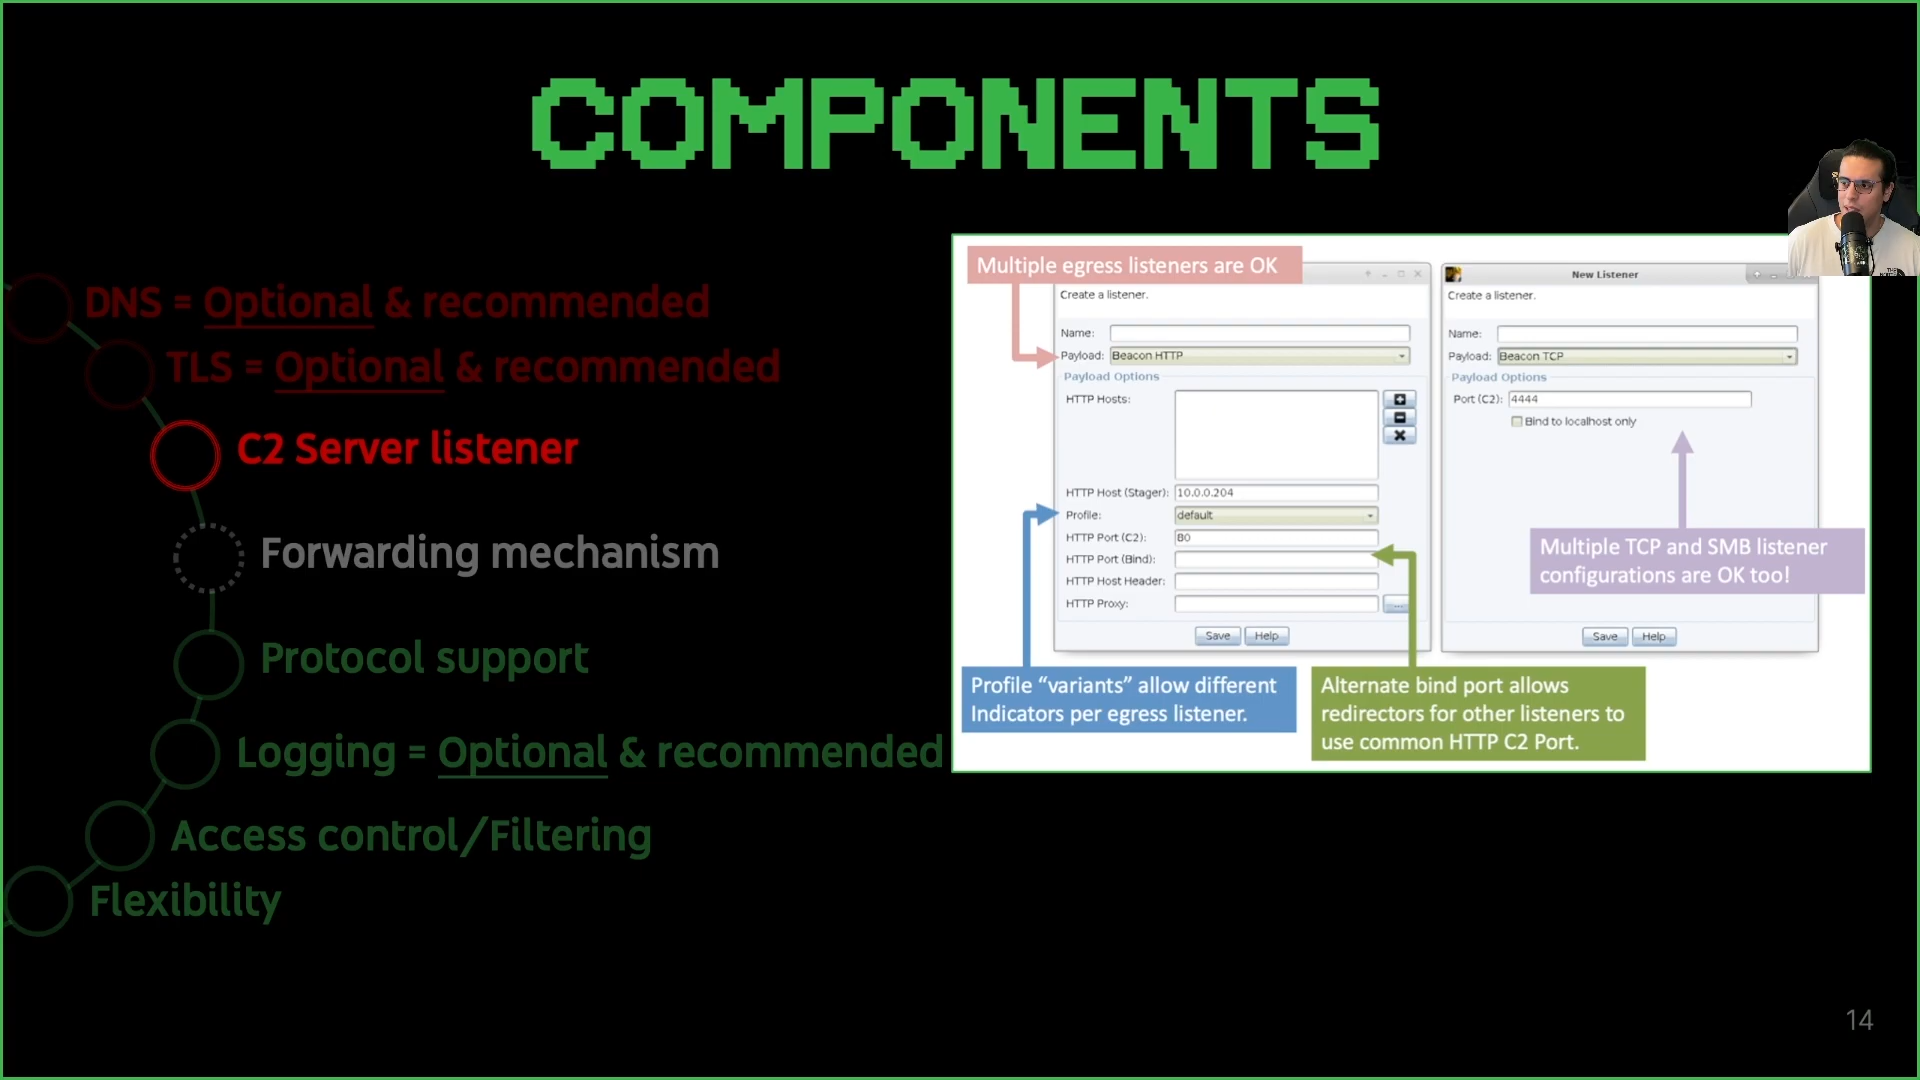 COMPONENTS
DNS = Optional & recommended
TLS = Optional & recommended
C2 Server listener
Forwarding mechanism
Protocol support
Logging = Optional & recommended
Access control/Filtering
Flexibility
Multiple egress listeners are OK
Create a listener.
Name:
Payload: Beacon HTTP
Payload Options
HTTP Hosts:
HTTP Host (Stager): 10.0.0.204
Profile: default
HTTP Port (C2): 80
HTTP Port (Bind):
HTTP Host Header:
HTTP Proxy:
...
Save Help
New Listener
Create a listener.
Name:
Payload: Beacon TCP
Payload Options
Port (C2): 4444
Bind to localhost only
Multiple TCP and SMB listener
configurations are OK too!
Save Help
Profile “variants” allow different
Indicators per egress listener.
Alternate bind port allows
redirectors for other listeners to
use common HTTP C2 Port.
14